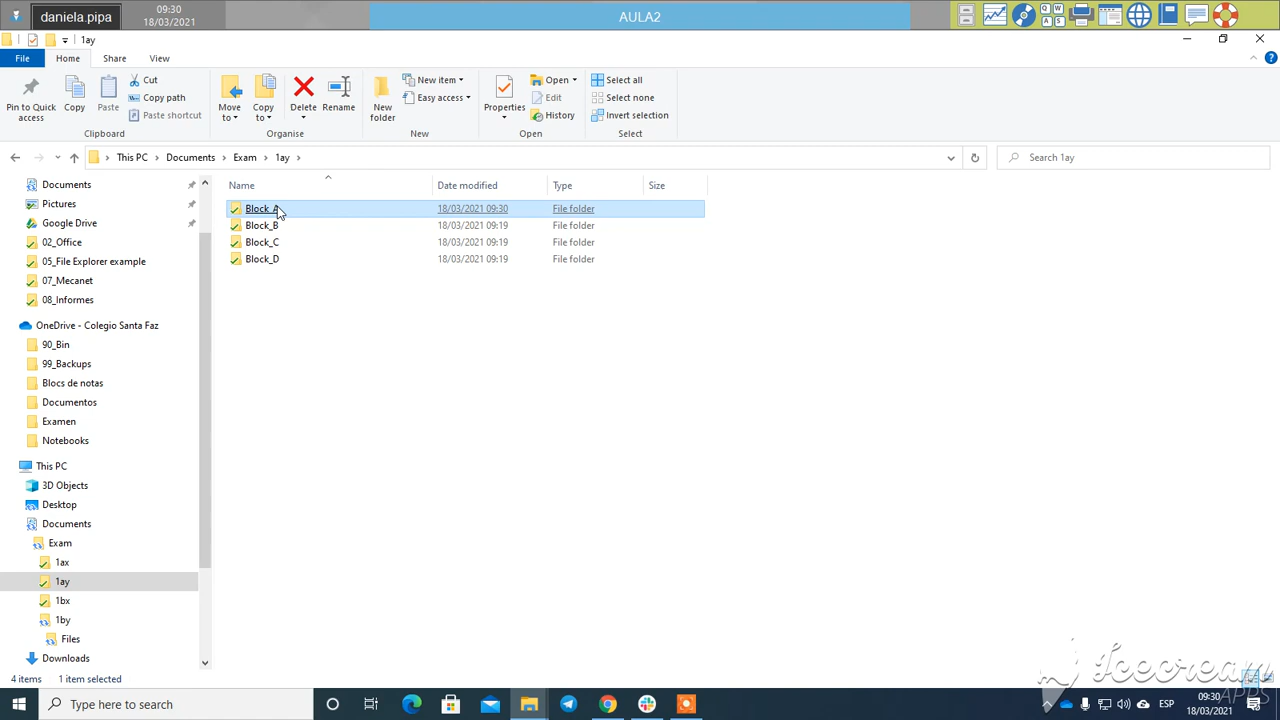 daniela.pipa
09:30
18/03/2021
AULA2
1ay
File Home Share View
Pin to Quick access
Copy
Paste
Cut
Copy path
Paste shortcut
Clipboard
Move to
Copy to
Delete
Rename
Organise
New folder
New item
Easy access
New
Properties
Open
Edit
History
Open
Select all
Select none
Invert selection
Select
This PC > Documents > Exam > 1ay >
Search 1ay
Name Date modified Type Size
Block_A 18/03/2021 09:30 File folder
Block_B 18/03/2021 09:19 File folder
Block_C 18/03/2021 09:19 File folder
Block_D 18/03/2021 09:19 File folder
Documents
Pictures
Google Drive
02_Office
05_File Explorer example
07_Mecanet
08_Informes
OneDrive - Colegio Santa Faz
90_Bin
99_Backups
Blocs de notas
Documentos
Examen
Notebooks
This PC
3D Objects
Desktop
Documents
Exam
1ax
1ay
1bx
1by
Files
Downloads
4 items 1 item selected
Icecream
APPS
Type here to search
ESP
09:30
18/03/2021